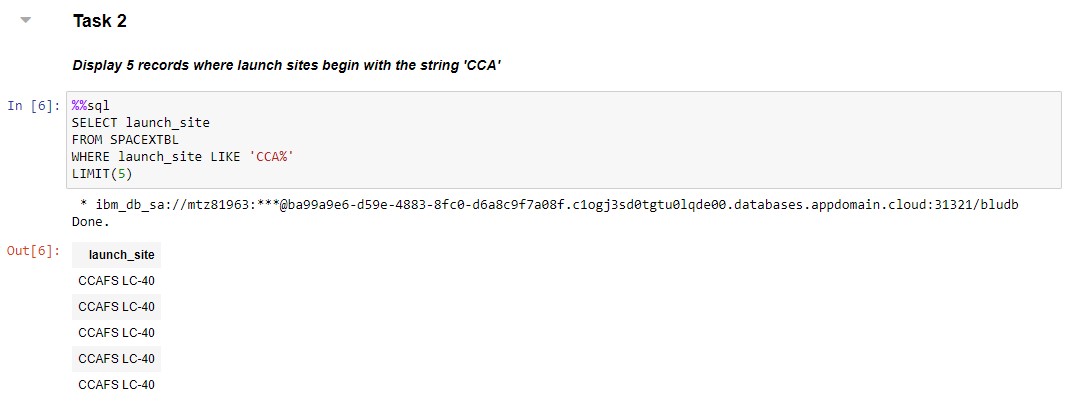 Task 2
Display 5 records where launch sites begin with the string 'CCA'
In [6]: %%sql
SELECT launch_site
FROM SPACEXTBL
WHERE launch_site LIKE 'CCA%'
LIMIT(5)
* ibm_db_sa://mtz81963:***@ba99a9e6-d59e-4883-8fc0-d6a8c9f7a08f.c1ogj3sd0tgtu0lqde00.databases.appdomain.cloud:31321/bludb
Done.
Out[6]: launch_site
CCAFS LC-40
CCAFS LC-40
CCAFS LC-40
CCAFS LC-40
CCAFS LC-40